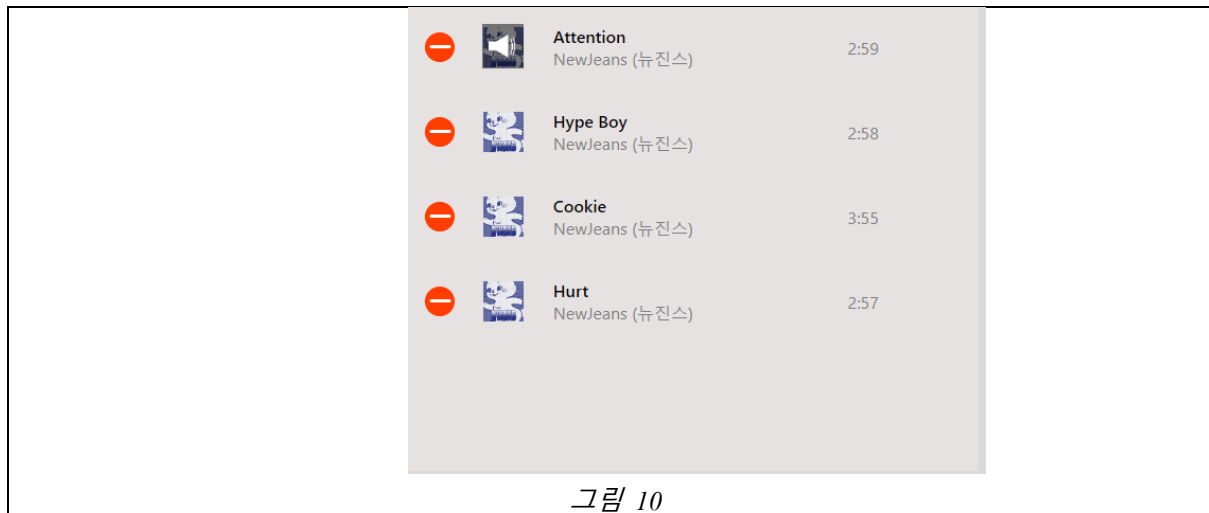 Attention
NewJeans (뉴진스)
2:59
Hype Boy
NewJeans (뉴진스)
2:58
Cookie
NewJeans (뉴진스)
3:55
Hurt
NewJeans (뉴진스)
2:57
그림 10